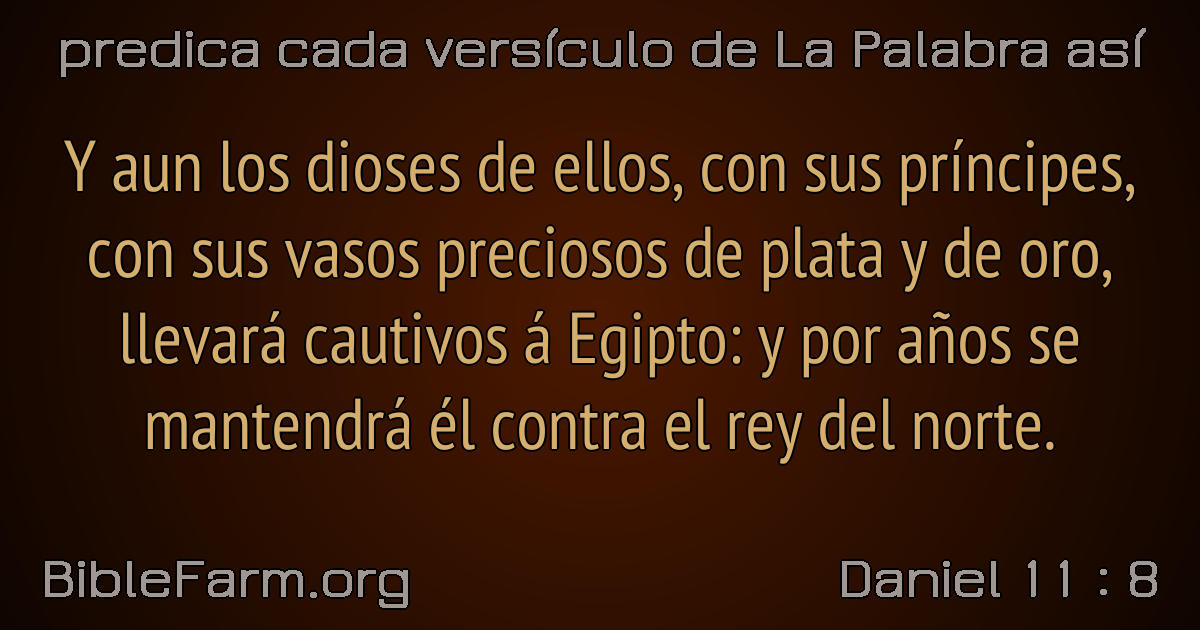 predica cada versículo de La Palabra así
Y aun los dioses de ellos, con sus príncipes,
con sus vasos preciosos de plata y de oro,
llevará cautivos á Egipto: y por años se
mantendrá él contra el rey del norte.
BibleFarm.org
Daniel 11 : 8